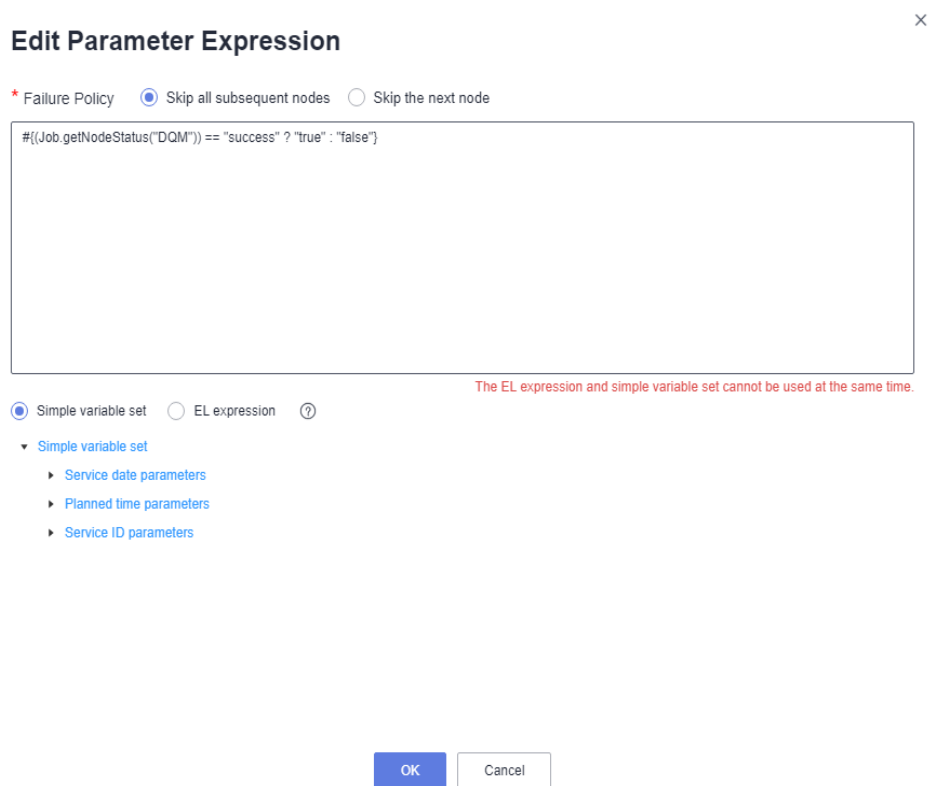 Edit Parameter Expression
* Failure Policy Skip all subsequent nodes Skip the next node
#{(Job.getNodeStatus("DQM")) == "success" ? "true" : "false"}
The EL expression and simple variable set cannot be used at the same time.
Simple variable set EL expression
Simple variable set
Service date parameters
Planned time parameters
Service ID parameters
OK Cancel